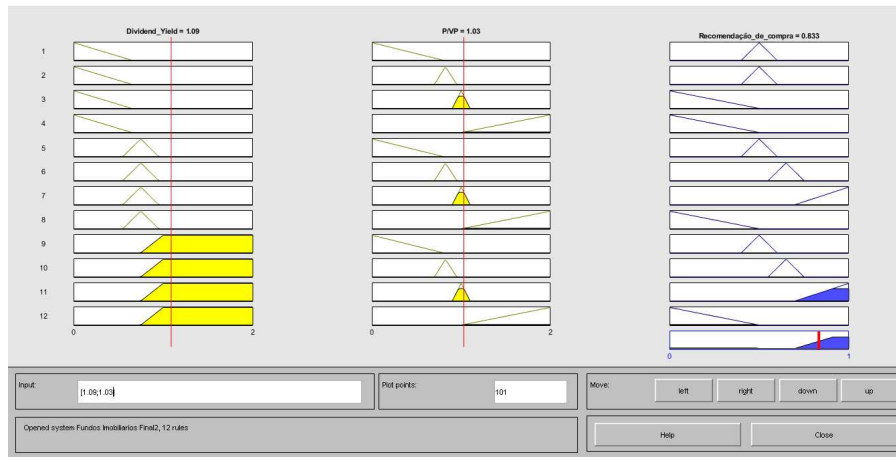 Dividend_Yield = 1.09
P/VP = 1.03
Recomendação_de_compra = 0.833
1
2
3
4
5
6
7
8
9
10
11
12
0 2
0 2
0 1
Input:
[1.09;1.03]
Plot points:
101
Move:
left right down up
Opened system Fundos Imobiliarios Final2, 12 rules
Help Close